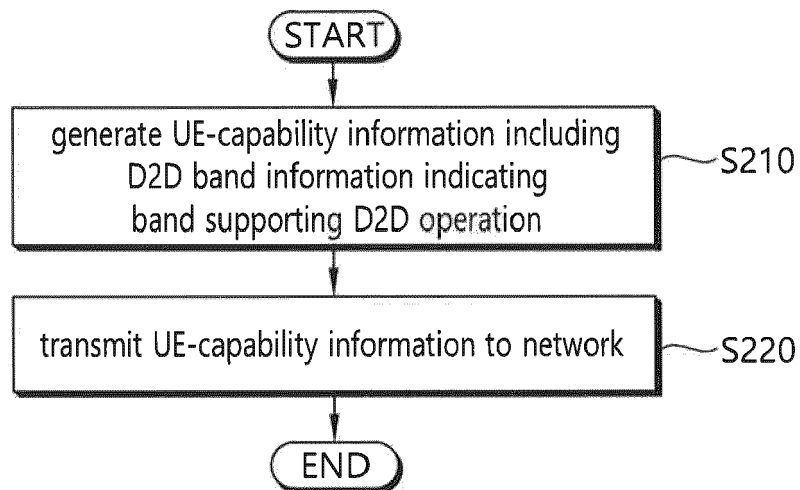 START
generate UE-capability information including
D2D band information indicating
band supporting D2D operation
S210
transmit UE-capability information to network
S220
END